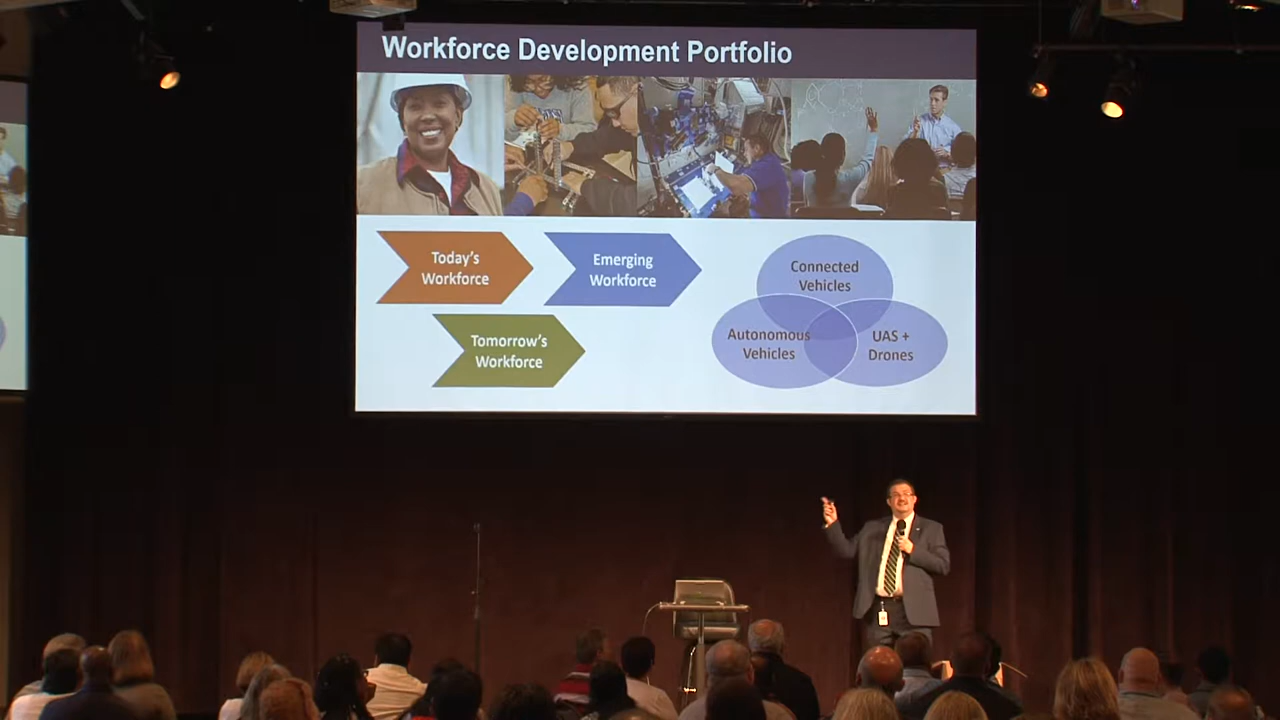 Workforce Development Portfolio
Today's
Workforce
Emerging
Workforce
Tomorrow's
Workforce
Connected
Vehicles
Autonomous
Vehicles
UAS +
Drones